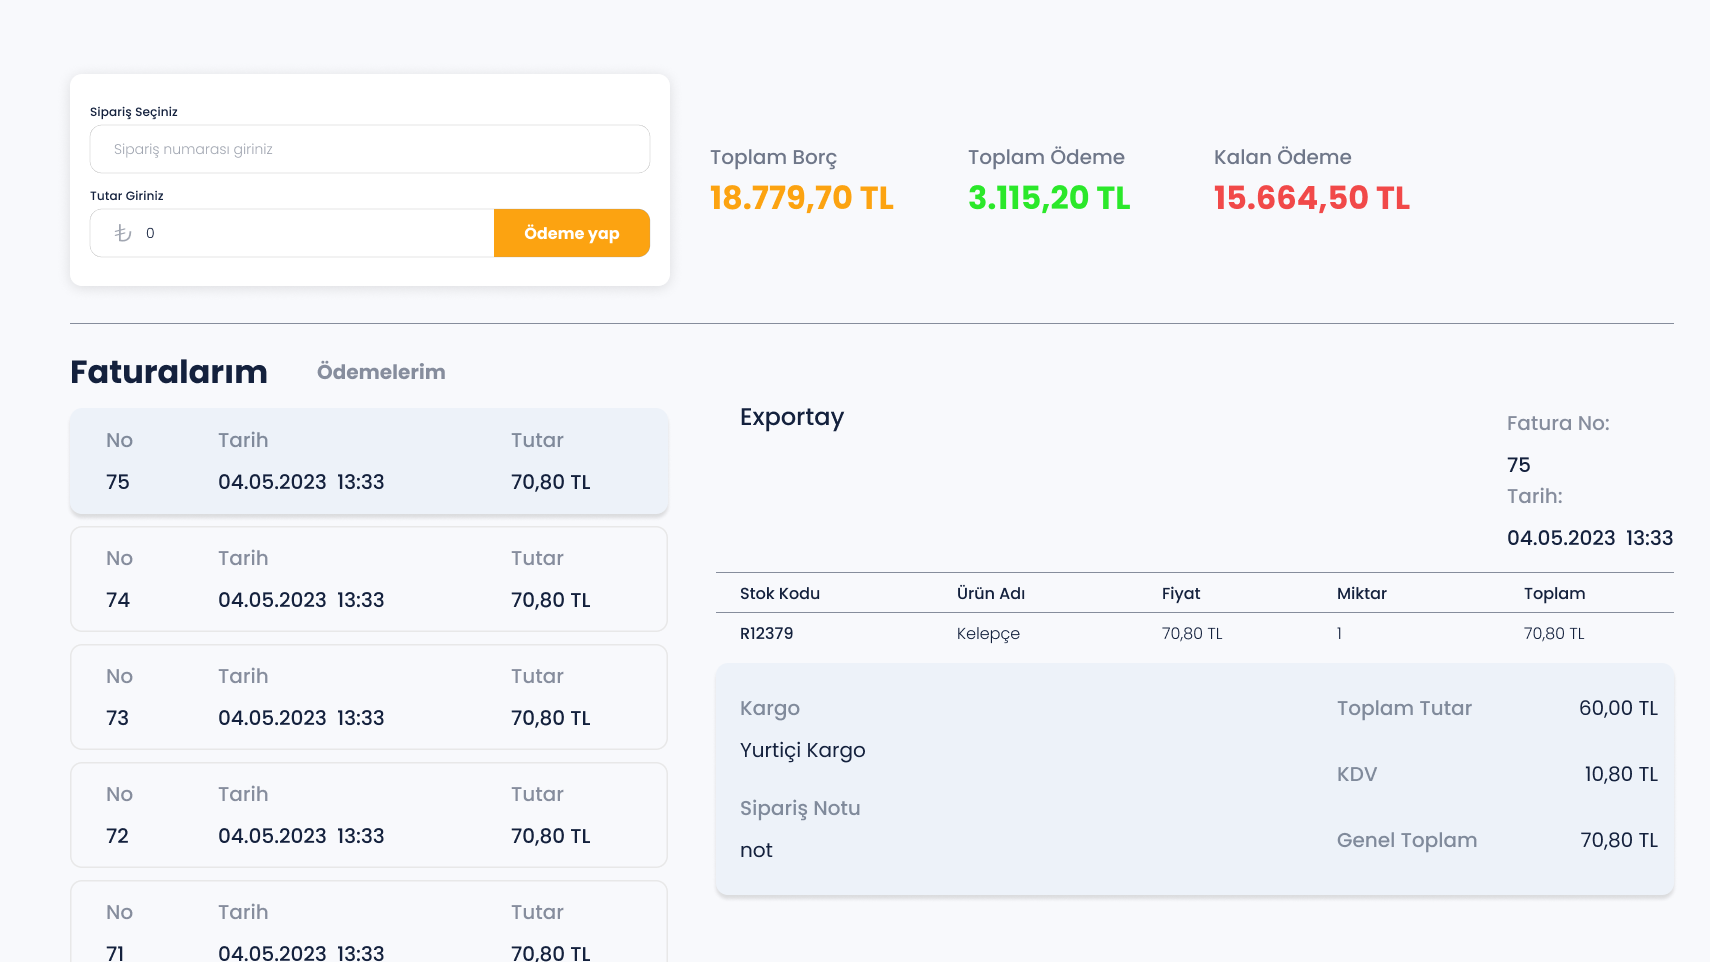 Sipariş Seçiniz
Sipariş numarası giriniz
Tutar Giriniz
₺ 0
Ödeme yap
Toplam Borç
18.779,70 TL
Toplam Ödeme
3.115,20 TL
Kalan Ödeme
15.664,50 TL
Faturalarım Ödemelerim
No Tarih Tutar
75 04.05.2023 13:33 70,80 TL
No Tarih Tutar
74 04.05.2023 13:33 70,80 TL
No Tarih Tutar
73 04.05.2023 13:33 70,80 TL
No Tarih Tutar
72 04.05.2023 13:33 70,80 TL
No Tarih Tutar
71 04.05.2023 13:33 70,80 TL
Exportay
Fatura No:
75
Tarih:
04.05.2023 13:33
Stok Kodu Ürün Adı Fiyat Miktar Toplam
R12379 Kelepçe 70,80 TL 1 70,80 TL
Kargo
Yurtiçi Kargo
Sipariş Notu
not
Toplam Tutar 60,00 TL
KDV 10,80 TL
Genel Toplam 70,80 TL